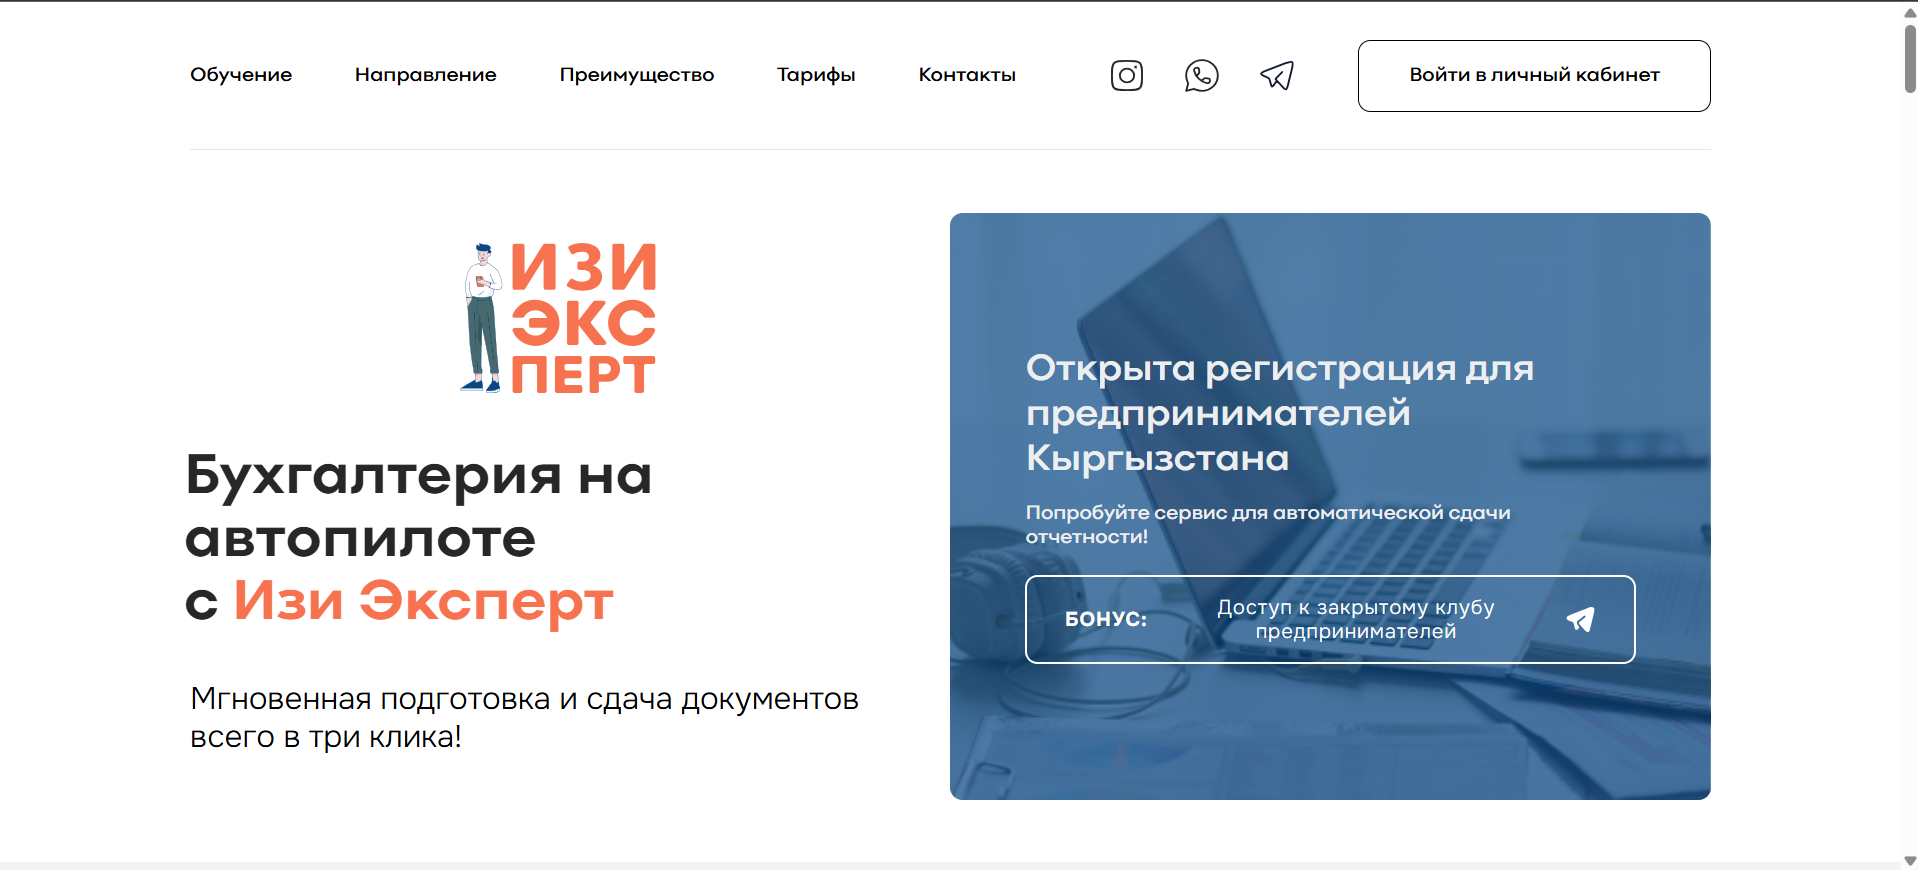 Обучение
Направление
Преимущество
Тарифы
Контакты
Войти в личный кабинет
ИЗИ
ЭКС
ПЕРТ
Бухгалтерия на
автопилоте
с Изи Эксперт
Мгновенная подготовка и сдача документов
всего в три клика!
Открыта регистрация для
предпринимателей
Кыргызстана
Попробуйте сервис для автоматической сдачи
отчетности!
БОНУС:
Доступ к закрытому клубу
предпринимателей